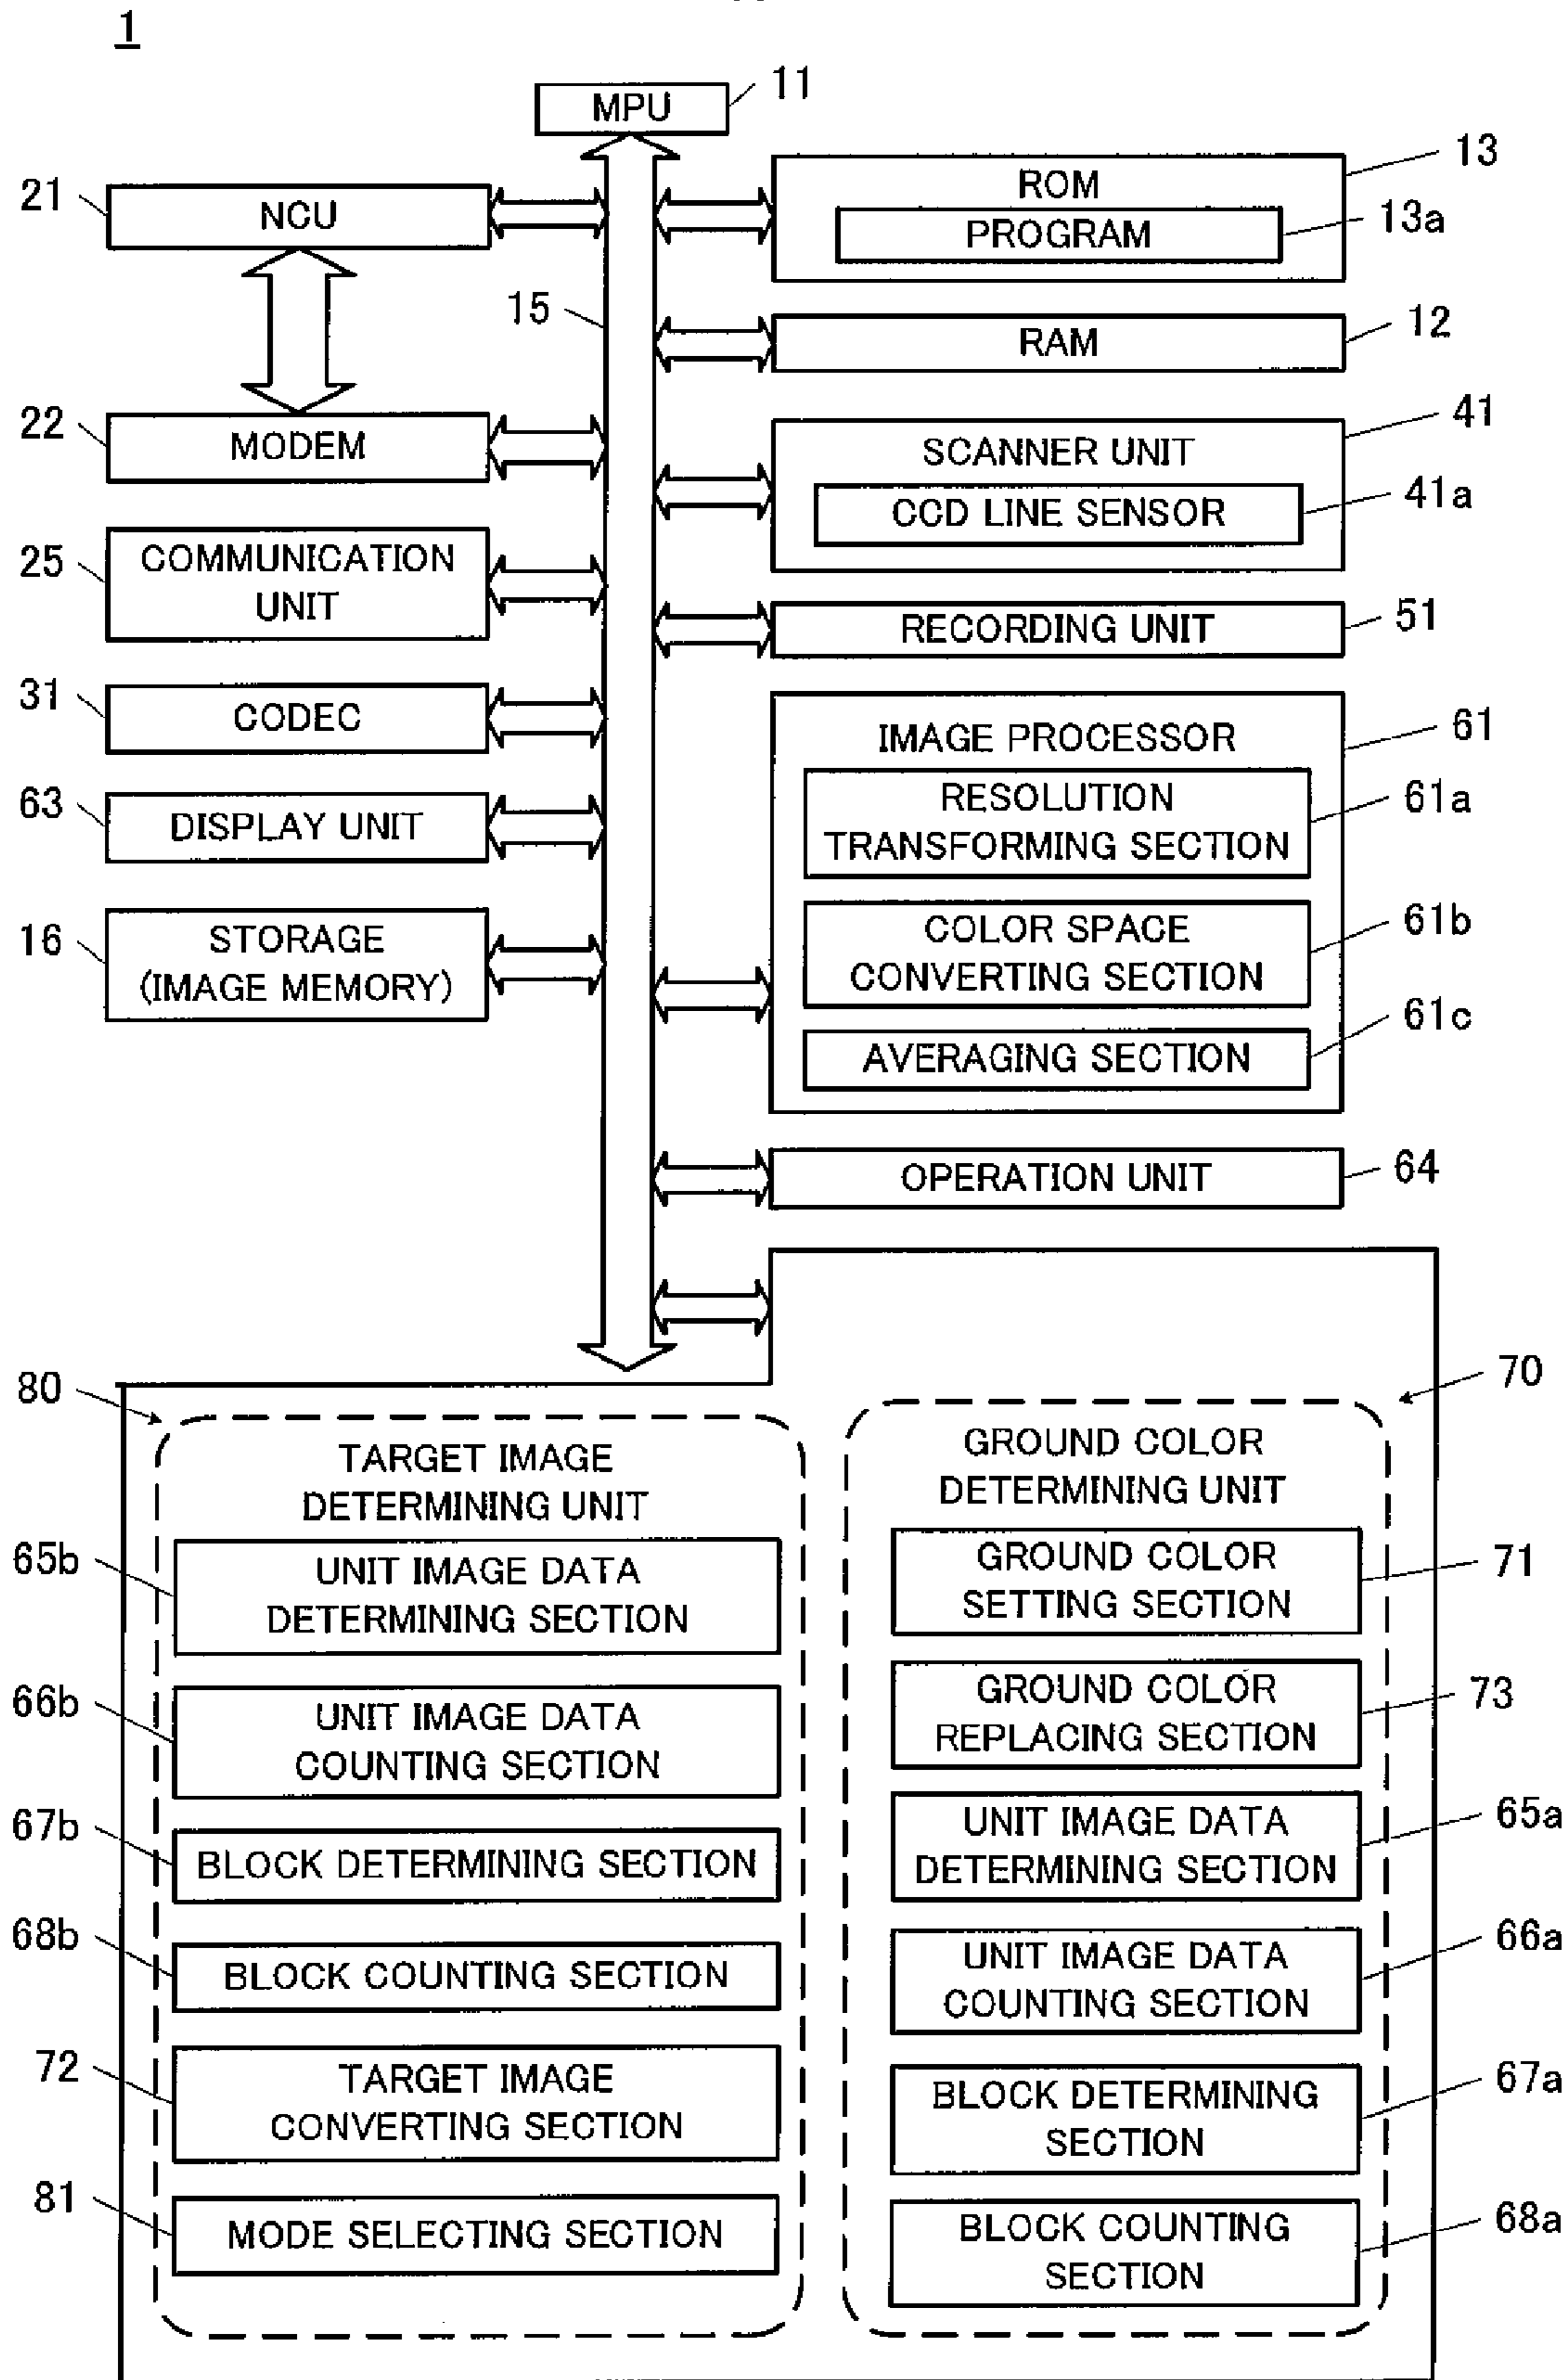 1
MPU
11
21
NCU
ROM
13
PROGRAM
13a
15
RAM
12
22
MODEM
SCANNER UNIT
41
CCD LINE SENSOR
41a
25
COMMUNICATION
UNIT
RECORDING UNIT
51
31
CODEC
IMAGE PROCESSOR
61
RESOLUTION
TRANSFORMING SECTION
61a
63
DISPLAY UNIT
COLOR SPACE
CONVERTING SECTION
61b
16
STORAGE
(IMAGE MEMORY)
AVERAGING SECTION
61c
OPERATION UNIT
64
80
TARGET IMAGE
DETERMINING UNIT
65b
UNIT IMAGE DATA
DETERMINING SECTION
66b
UNIT IMAGE DATA
COUNTING SECTION
67b
BLOCK DETERMINING SECTION
68b
BLOCK COUNTING SECTION
72
TARGET IMAGE
CONVERTING SECTION
81
MODE SELECTING SECTION
70
GROUND COLOR
DETERMINING UNIT
GROUND COLOR
SETTING SECTION
71
GROUND COLOR
REPLACING SECTION
73
UNIT IMAGE DATA
DETERMINING SECTION
65a
UNIT IMAGE DATA
COUNTING SECTION
66a
BLOCK DETERMINING
SECTION
67a
BLOCK COUNTING
SECTION
68a